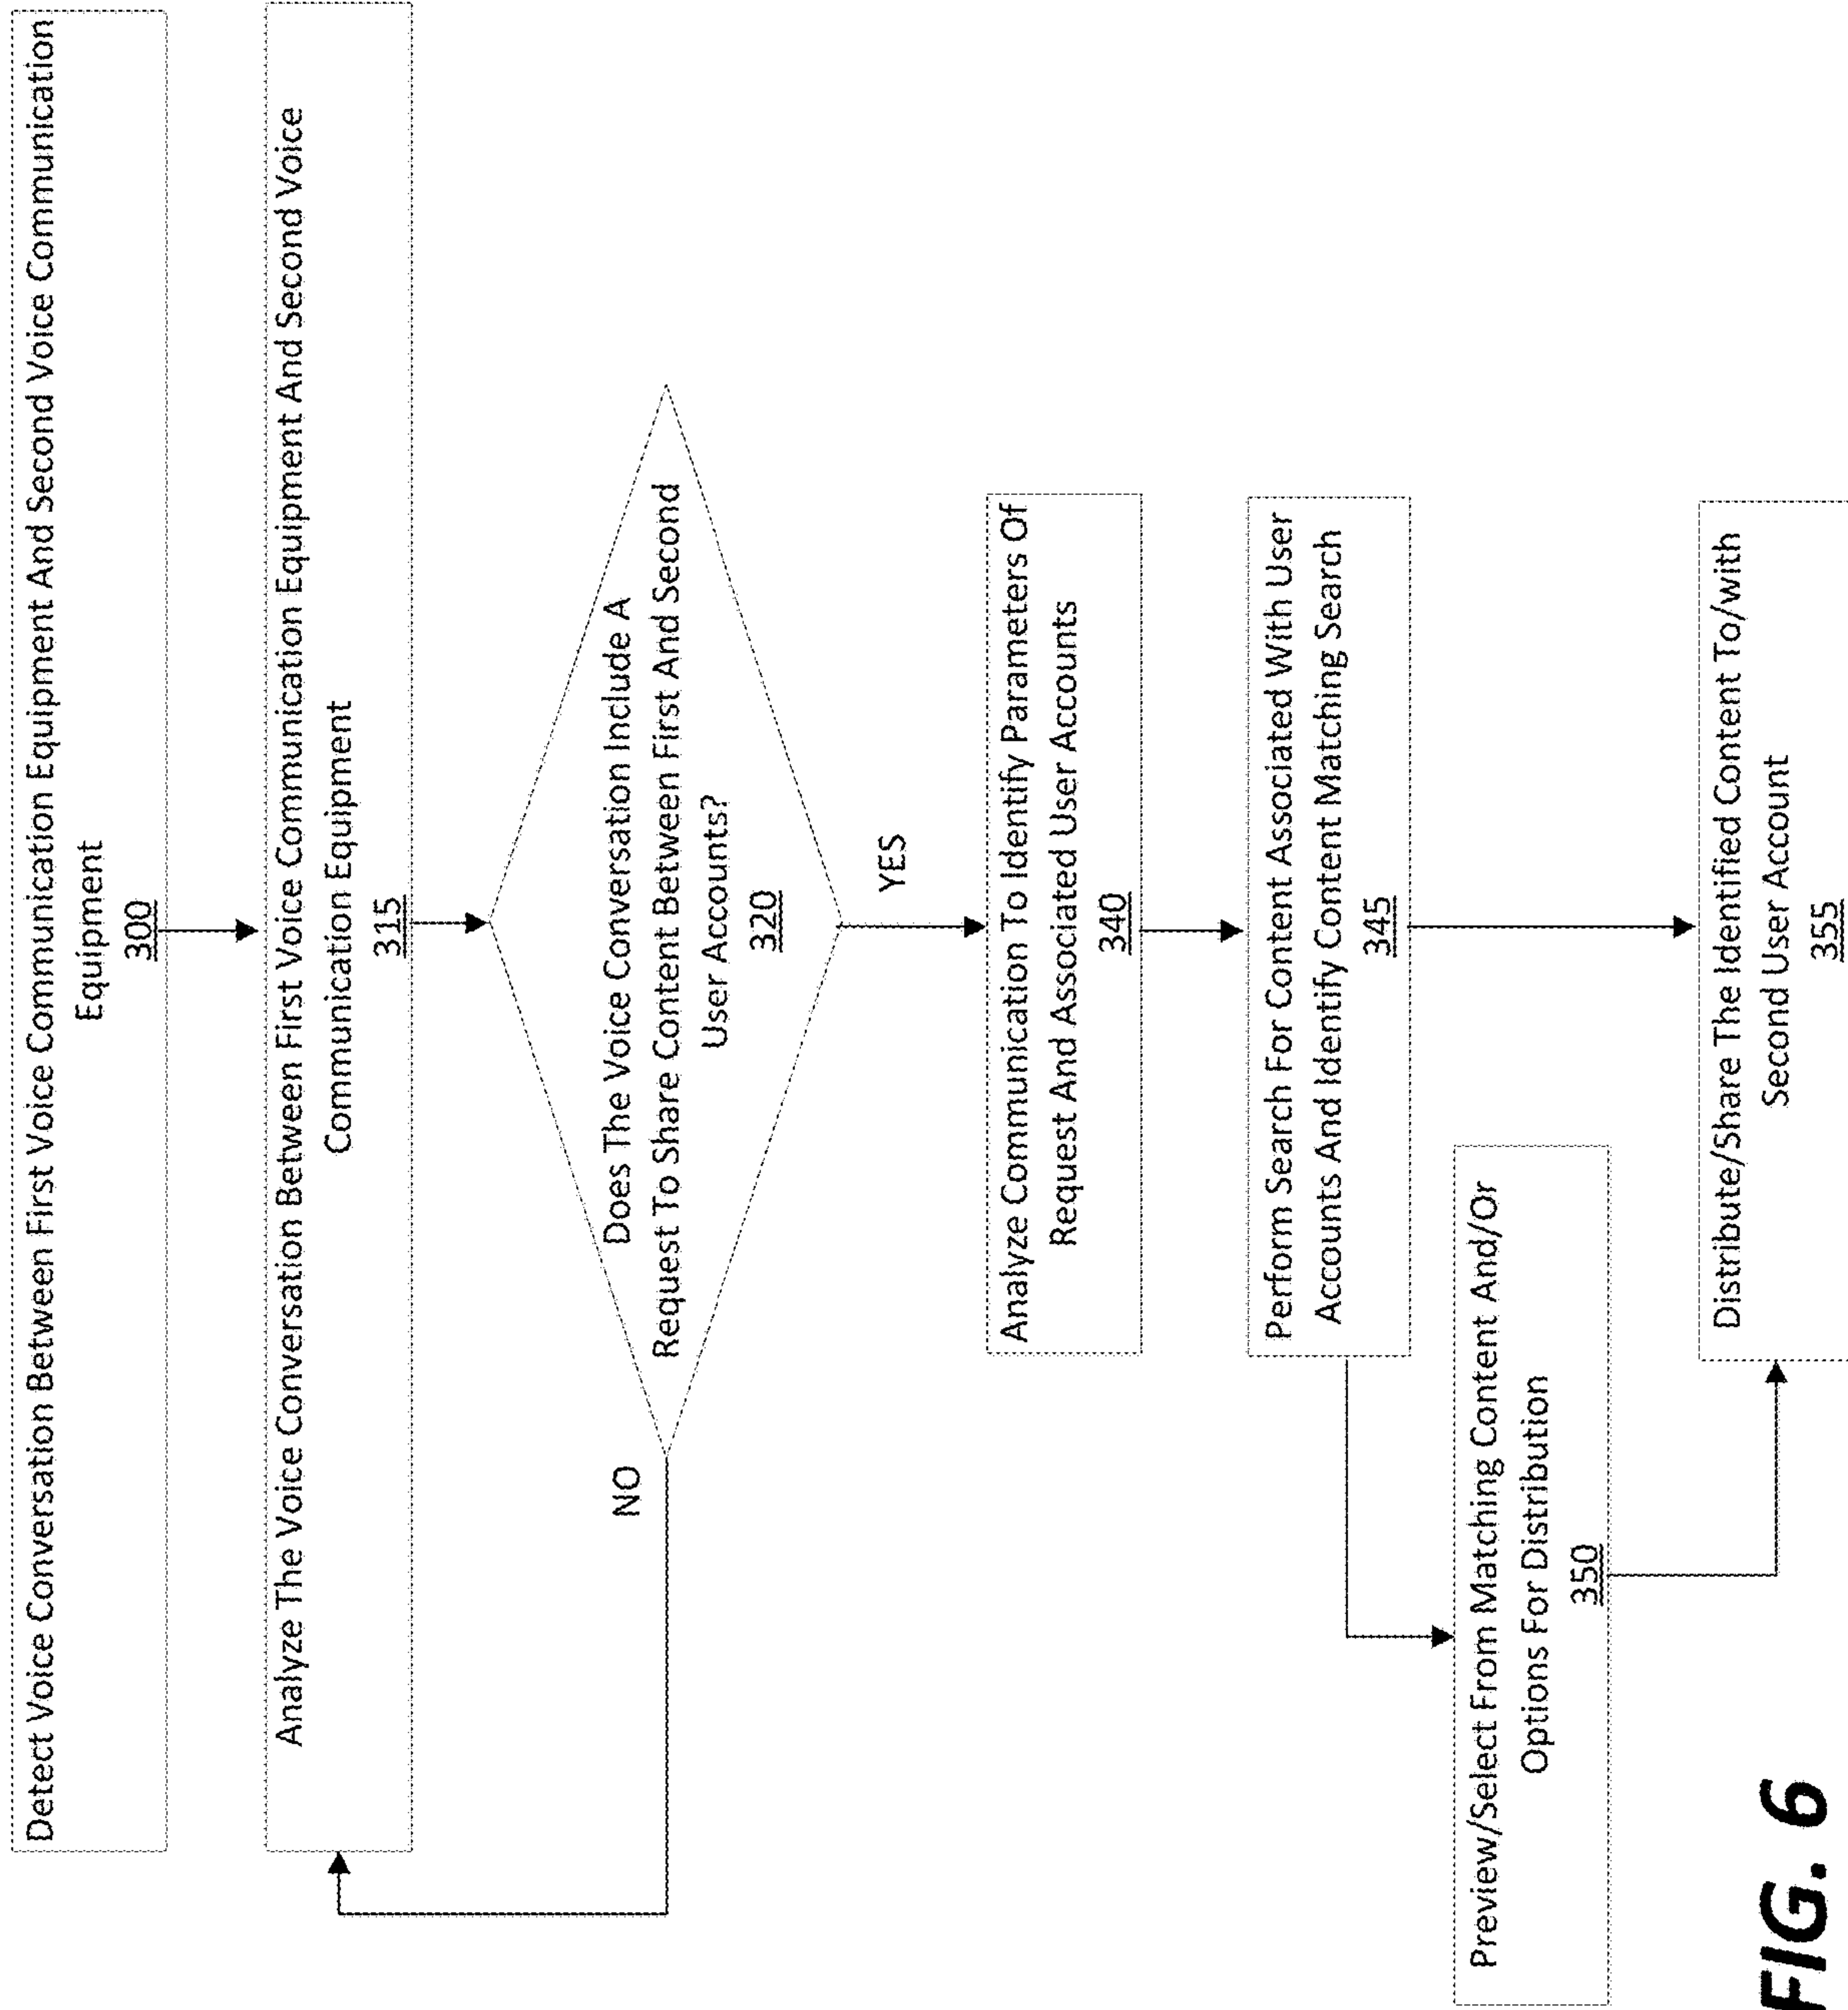 Detect Voice Conversation Between First Voice Communication Equipment And Second Voice Communication
Equipment
300
Analyze The Voice Conversation Between First Voice Communication Equipment And Second Voice
Communication Equipment
315
Does The Voice Conversation Include A
Request To Share Content Between First And Second
User Accounts?
320
NO
YES
Analyze Communication To Identify Parameters Of
Request And Associated User Accounts
340
Perform Search For Content Associated With User
Accounts And Identify Content Matching Search
345
Preview/Select From Matching Content And/Or
Options For Distribution
350
Distribute/Share The Identified Content To/with
Second User Account
355
FIG. 6